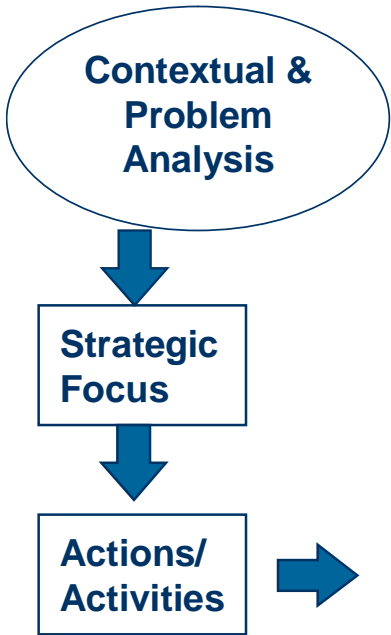 Contextual &
Problem
Analysis
Strategic
Focus
Actions/
Activities